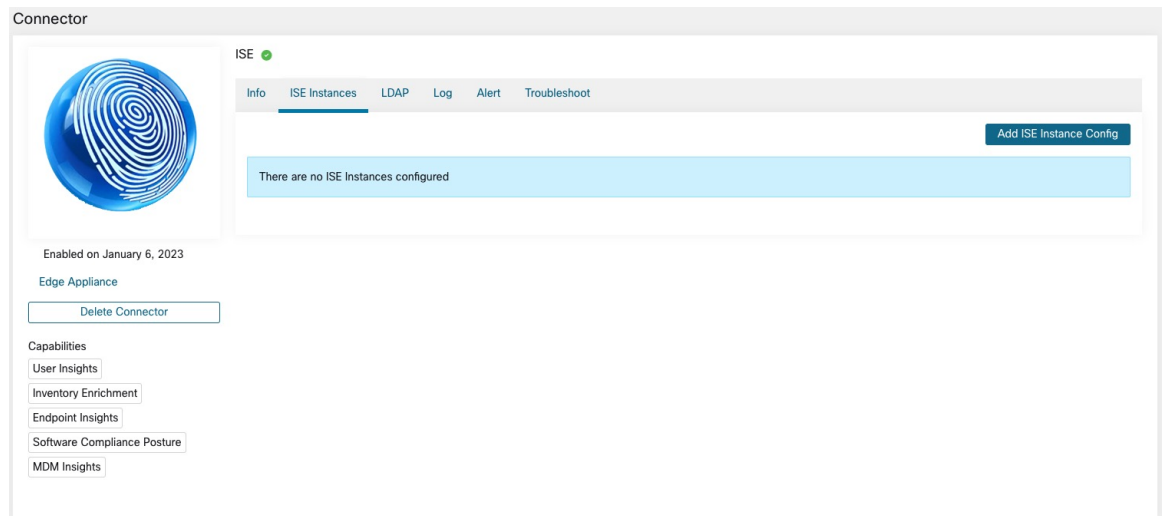 Connector
ISE
Info ISE Instances LDAP Log Alert Troubleshoot
Add ISE Instance Config
There are no ISE Instances configured
Enabled on January 6, 2023
Edge Appliance
Delete Connector
Capabilities
User Insights
Inventory Enrichment
Endpoint Insights
Software Compliance Posture
MDM Insights